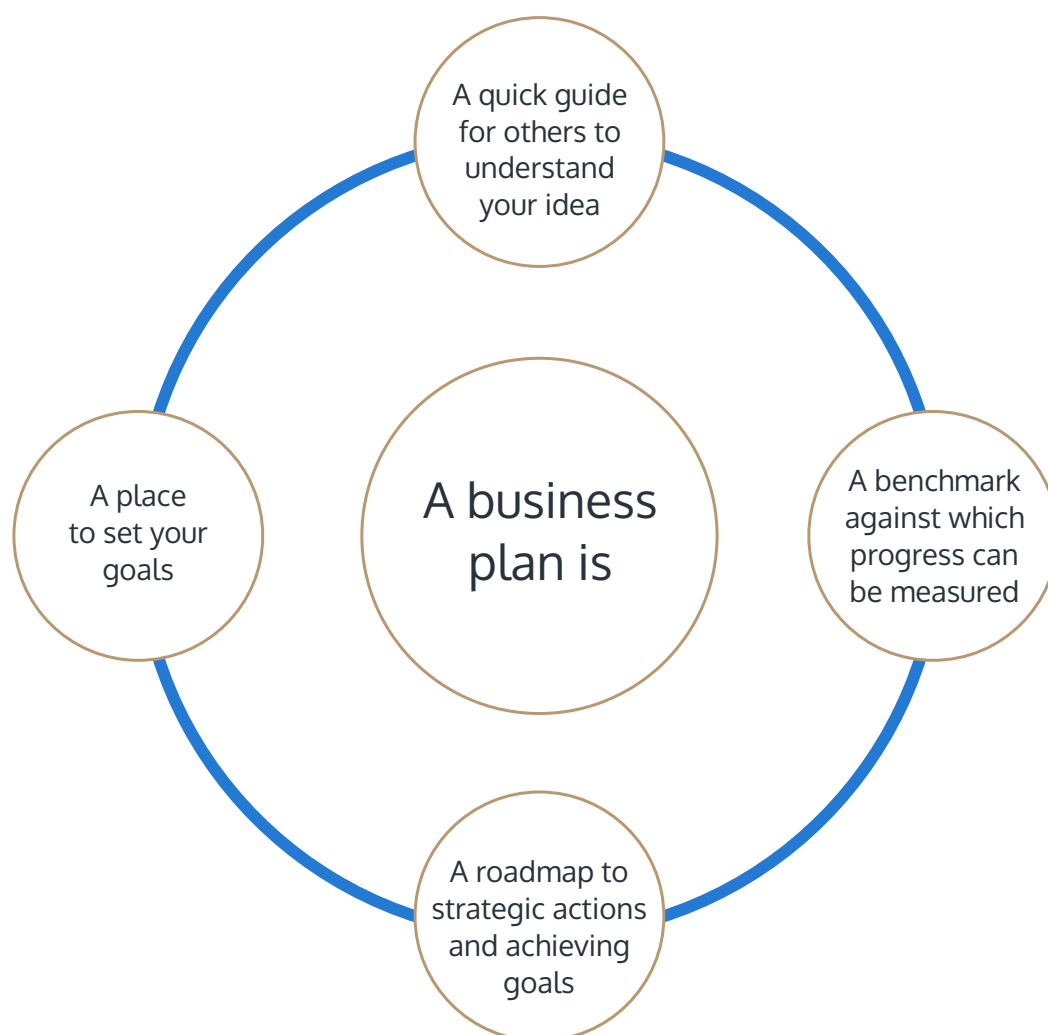 A quick guide
for others to
understand
your idea
A place
to set your
goals
A business
plan is
A benchmark
against which
progress can
be measured
A roadmap to
strategic actions
and achieving
goals